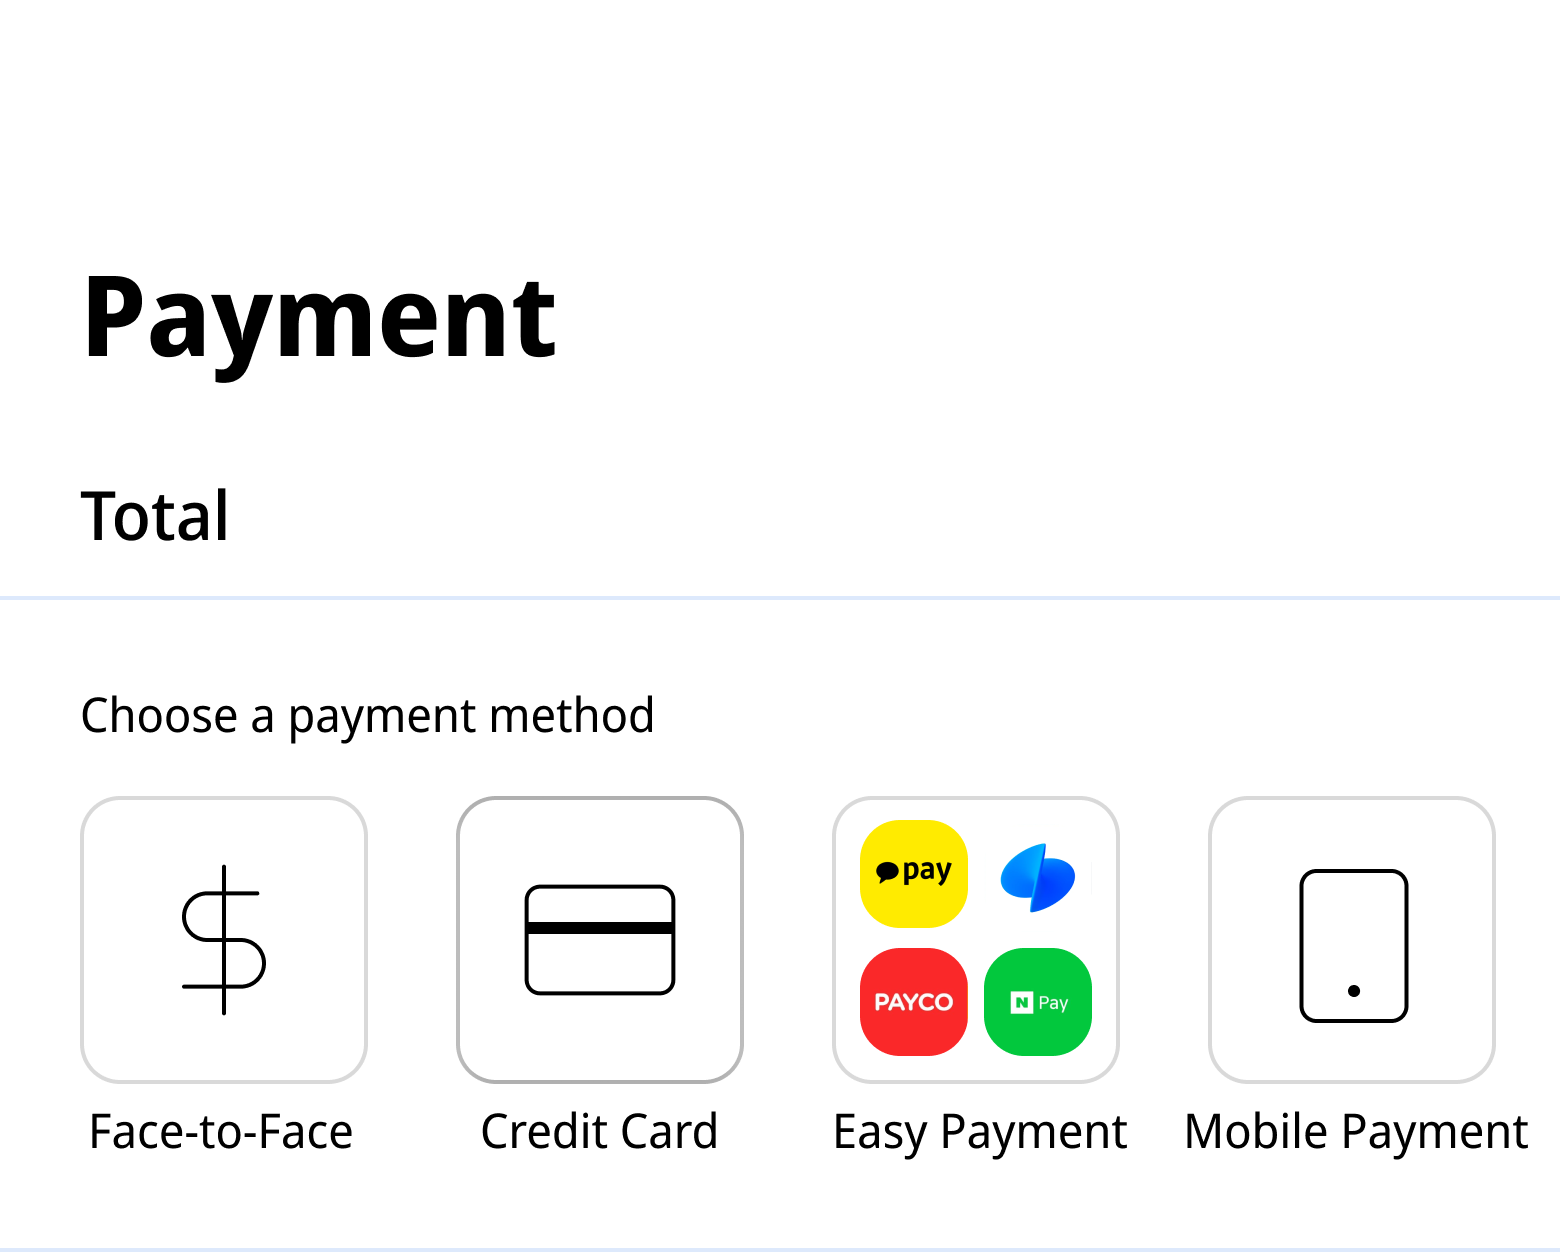 Payment
Total
Choose a payment method
pay
PAYCO
N Pay
Face-to-Face
Credit Card
Easy Payment
Mobile Payment